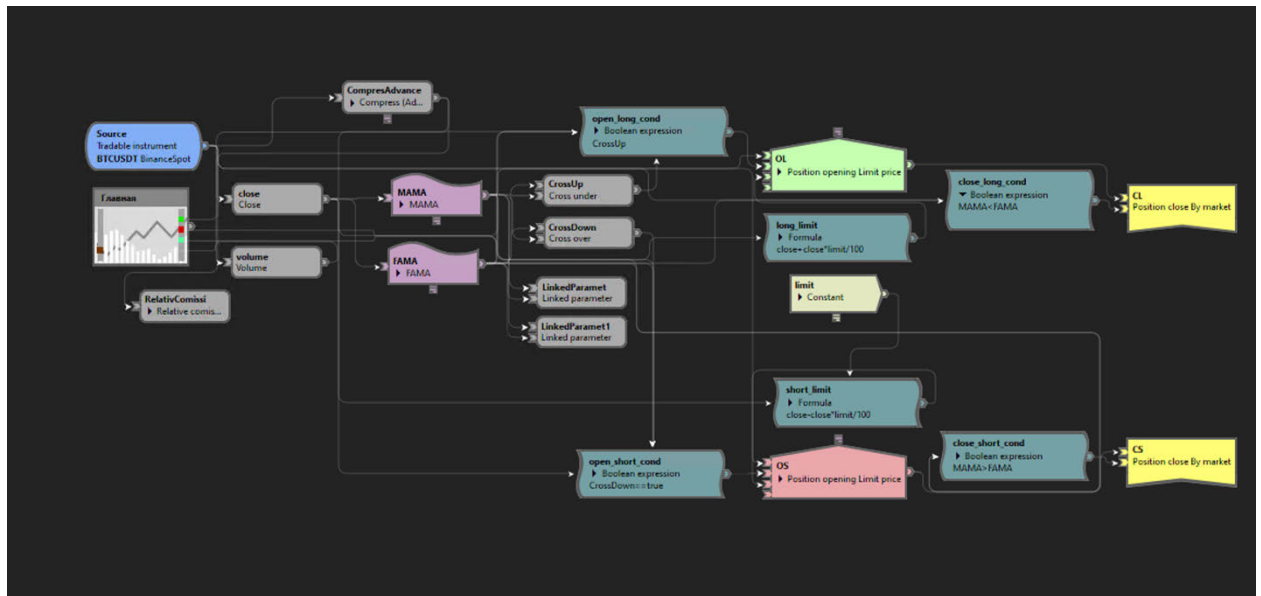 CompresAdvance
Compress (Ad...
Source
Tradable instrument
BTCUSDT BinanceSpot
Главная
close
Close
volume
Volume
RelativComissi
Relative comis...
MAMA
MAMA
FAMA
FAMA
CrossUp
Cross under
CrossDown
Cross over
LinkedParamet
Linked parameter
LinkedParamet1
Linked parameter
open_long_cond
Boolean expression
CrossUp
OL
Position opening Limit price
long_limit
Formula
close+close*limit/100
limit
Constant
close_long_cond
Boolean expression
MAMA<FAMA
CL
Position close By market
short_limit
Formula
close-close*limit/100
open_short_cond
Boolean expression
CrossDown==true
OS
Position opening Limit price
close_short_cond
Boolean expression
MAMA>FAMA
CS
Position close By market